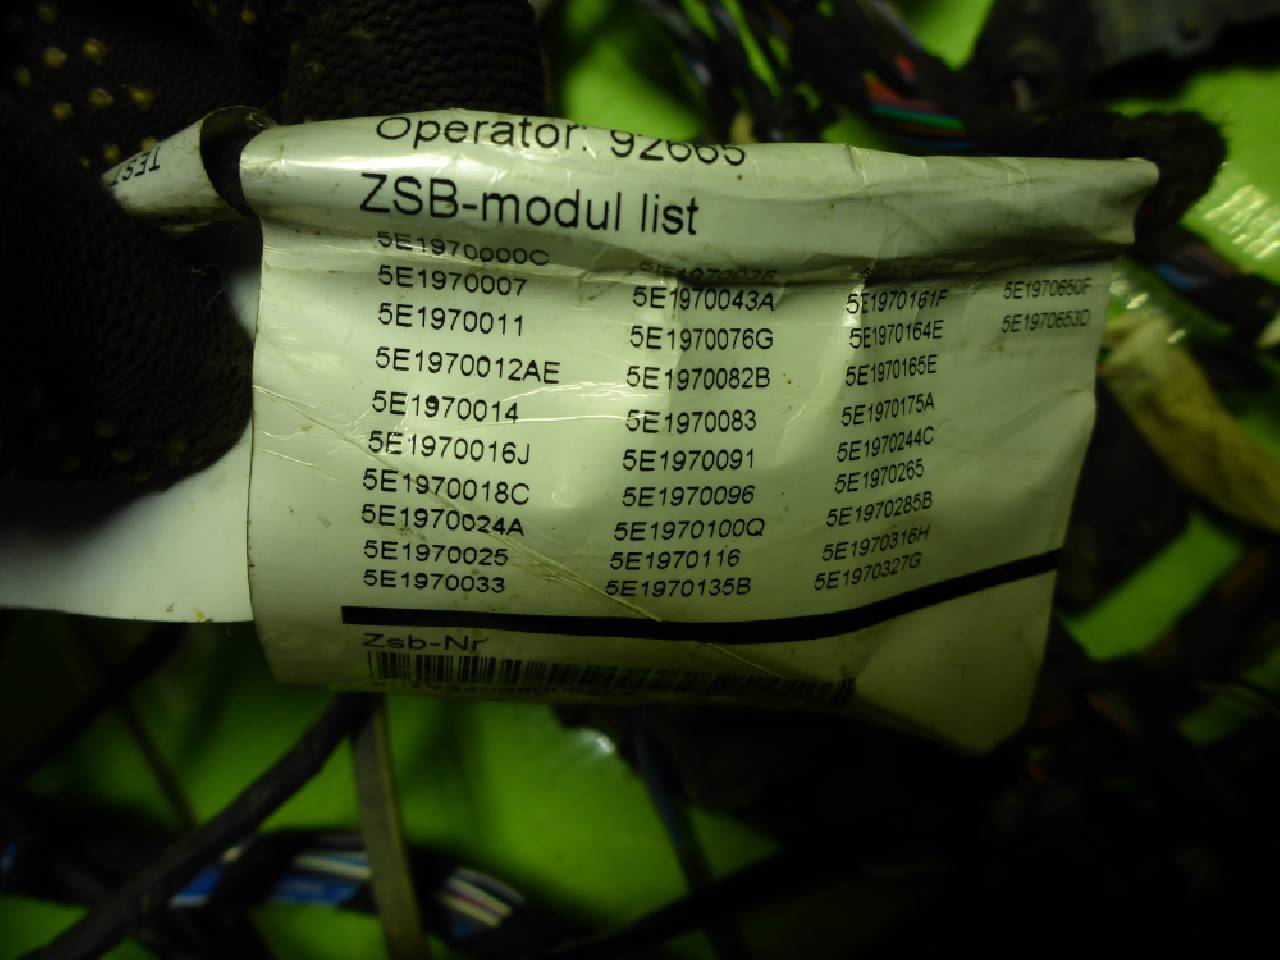 TEST
Operator: 92665
ZSB-modul list
5E1970000C
5E1970007 5E1970043A 5E1970161F 5E1970650F
5E1970011 5E1970076G 5E1970164E 5E1970653D
5E1970012AE 5E1970082B 5E1970165E
5E1970014 5E1970083 5E1970175A
5E1970016J 5E1970091 5E1970244C
5E1970018C 5E1970096 5E1970265
5E1970024A 5E1970100Q 5E1970285B
5E1970025 5E1970116 5E1970316H
5E1970033 5E1970135B 5E1970327G
Zsb-Nr